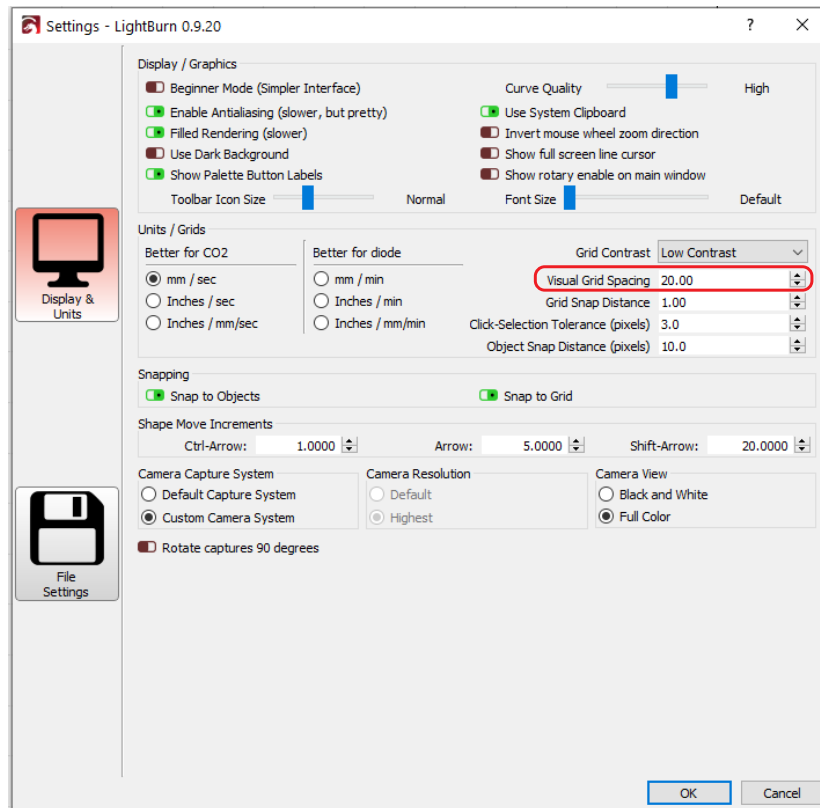 Settings - LightBurn 0.9.20 ?
Display / Graphics
Beginner Mode (Simpler Interface) Curve Quality High
Enable Antialiasing (slower, but pretty) Use System Clipboard
Filled Rendering (slower) Invert mouse wheel zoom direction
Use Dark Background Show full screen line cursor
Show Palette Button Labels Show rotary enable on main window
Toolbar Icon Size Normal Font Size Default
Units / Grids
Better for CO2 Better for diode Grid Contrast Low Contrast
mm / sec mm / min Visual Grid Spacing 20.00
Inches / sec Inches / min Grid Snap Distance 1.00
Inches / mm/sec Inches / mm/min Click-Selection Tolerance (pixels) 3.0
Object Snap Distance (pixels) 10.0
Display &
Units
Snapping
Snap to Objects Snap to Grid
Shape Move Increments
Ctrl-Arrow: 1.0000 Arrow: 5.0000 Shift-Arrow: 20.0000
Camera Capture System Camera Resolution Camera View
Default Capture System Default Black and White
Custom Camera System Highest Full Color
Rotate captures 90 degrees
File
Settings
OK Cancel